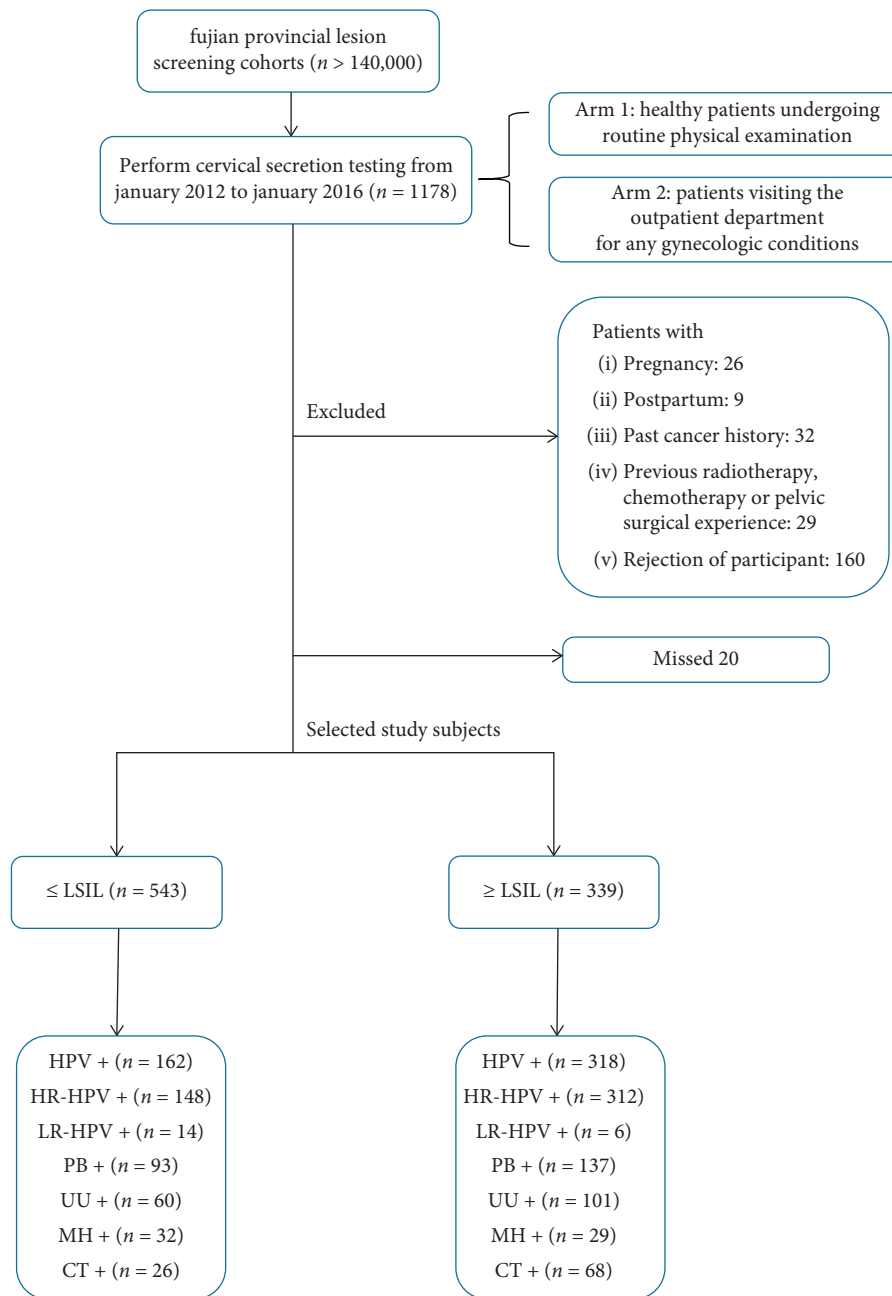 fujian provincial lesion
screening cohorts (n > 140,000)
Perform cervical secretion testing from
january 2012 to january 2016 (n = 1178)
Arm 1: healthy patients undergoing
routine physical examination
Arm 2: patients visiting the
outpatient department
for any gynecologic conditions
Excluded
Patients with
(i) Pregnancy: 26
(ii) Postpartum: 9
(iii) Past cancer history: 32
(iv) Previous radiotherapy,
chemotherapy or pelvic
surgical experience: 29
(v) Rejection of participant: 160
Missed 20
Selected study subjects
≤ LSIL (n = 543)
HPV + (n = 162)
HR-HPV + (n = 148)
LR-HPV + (n = 14)
PB + (n = 93)
UU + (n = 60)
MH + (n = 32)
CT + (n = 26)
≥ LSIL (n = 339)
HPV + (n = 318)
HR-HPV + (n = 312)
LR-HPV + (n = 6)
PB + (n = 137)
UU + (n = 101)
MH + (n = 29)
CT + (n = 68)